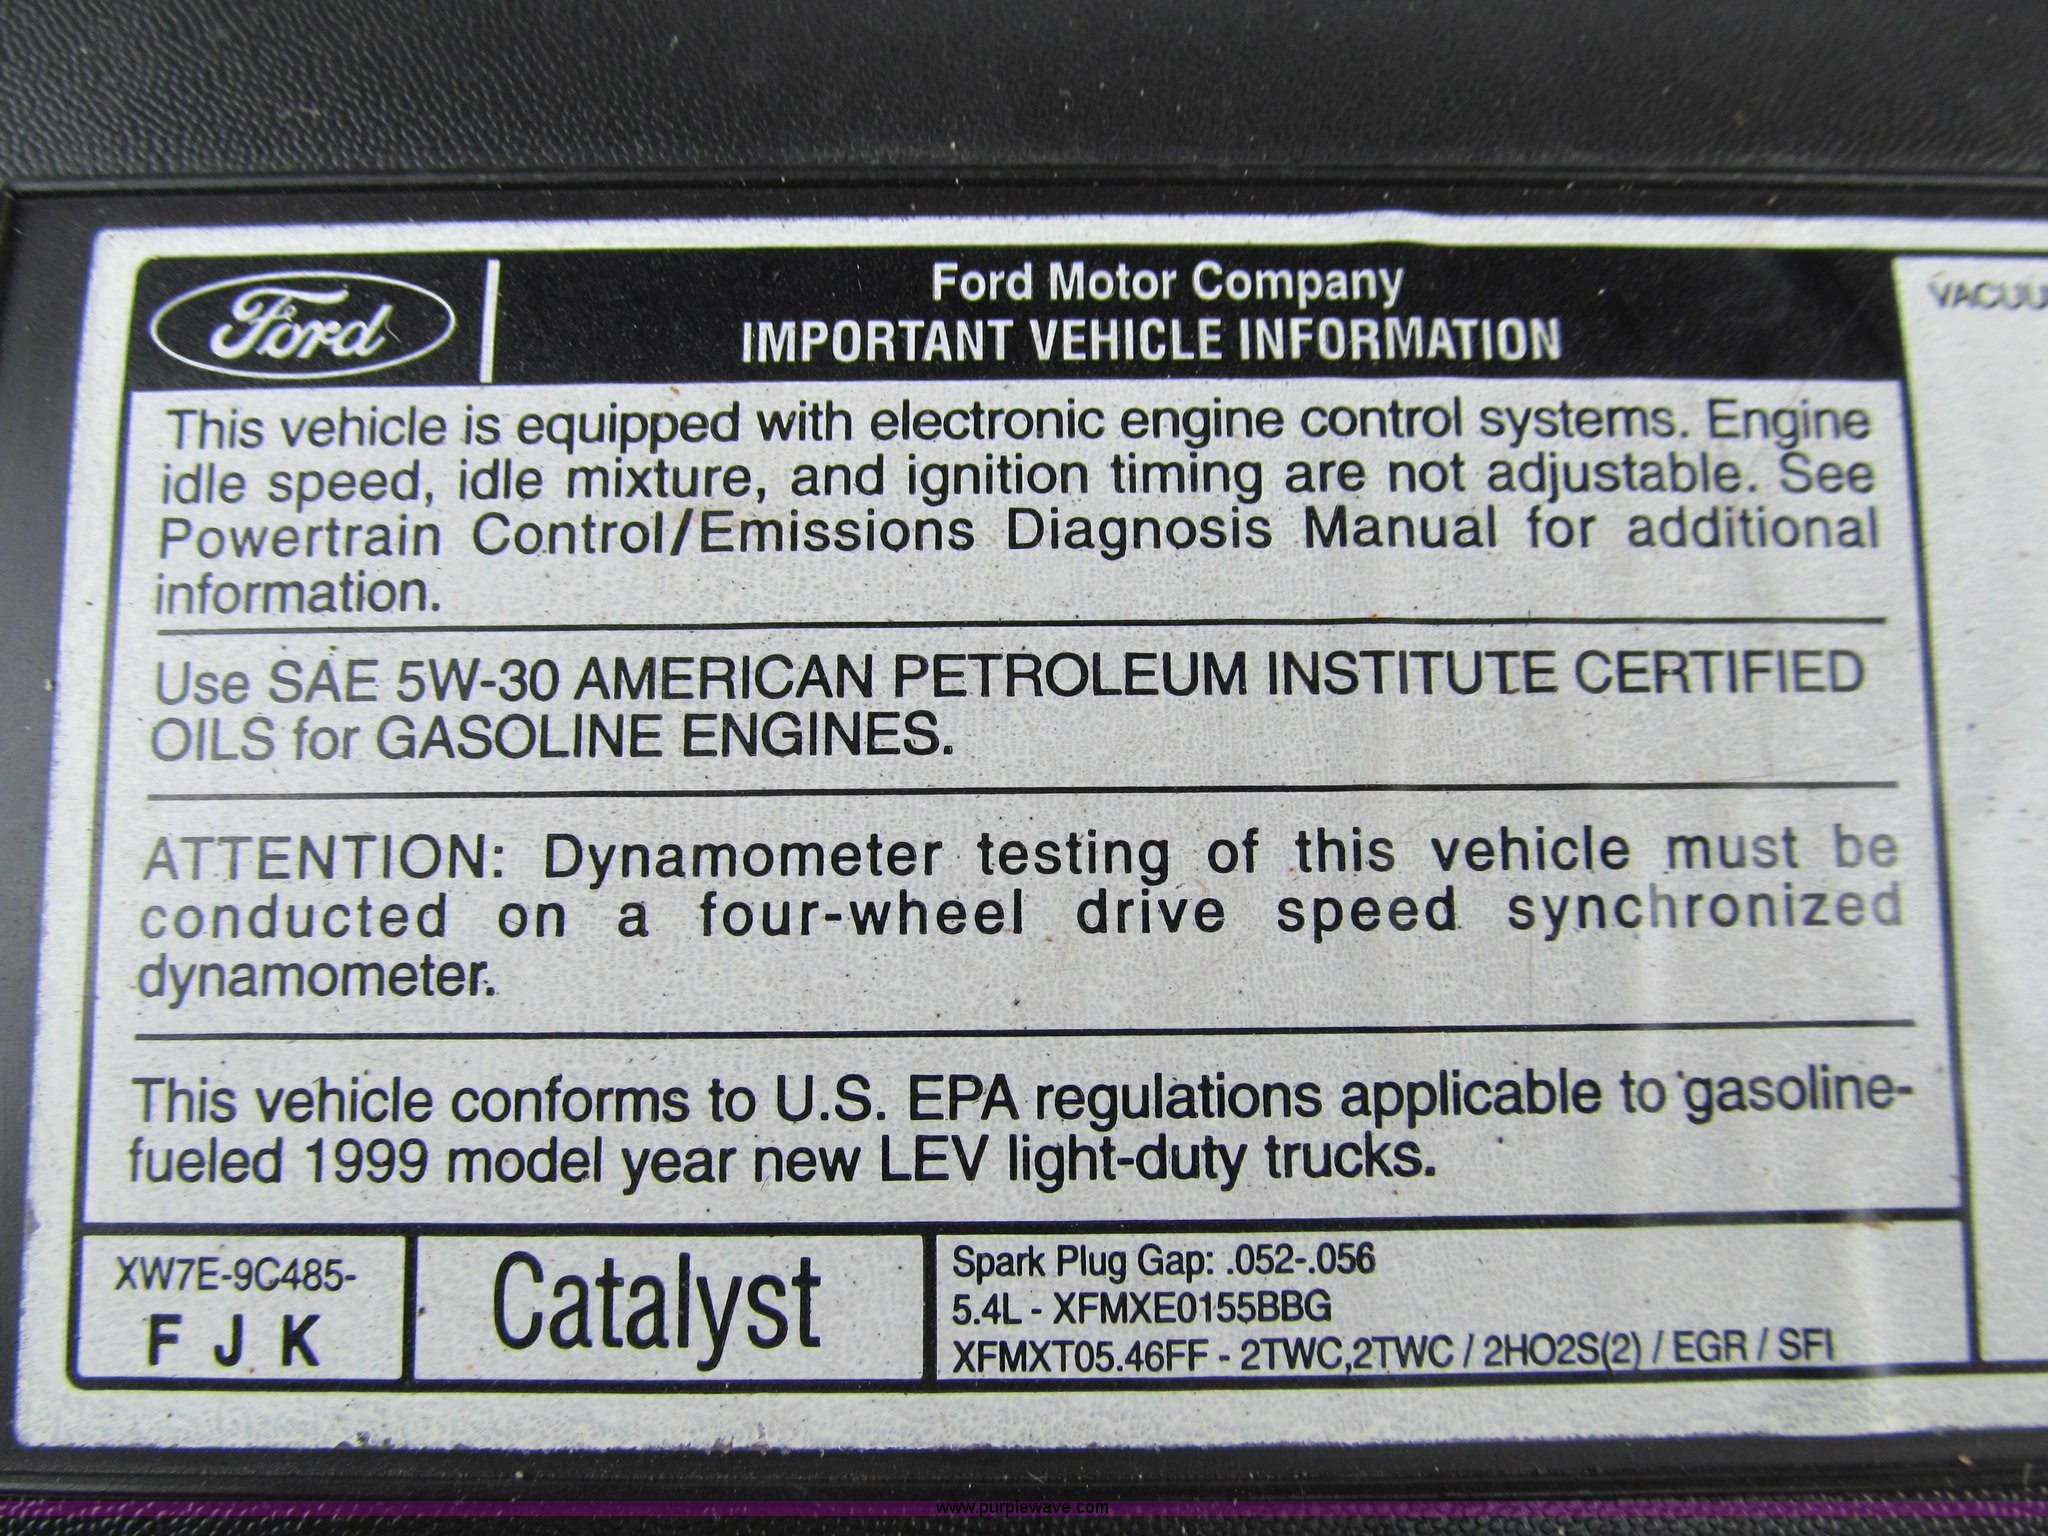 Ford
Ford Motor Company
IMPORTANT VEHICLE INFORMATION
This vehicle is equipped with electronic engine control systems. Engine
idle speed, idle mixture, and ignition timing are not adjustable. See
Powertrain Control/Emissions Diagnosis Manual for additional
information.
Use SAE 5W-30 AMERICAN PETROLEUM INSTITUTE CERTIFIED
OILS for GASOLINE ENGINES.
ATTENTION: Dynamometer testing of this vehicle must be
conducted on a four-wheel drive speed synchronized
dynamometer.
This vehicle conforms to U.S. EPA regulations applicable to gasoline-
fueled 1999 model year new LEV light-duty trucks.
XW7E-9C485-
F J K
Catalyst
Spark Plug Gap: .052-.056
5.4L - XFMXE0155BBG
XFMXT05.46FF - 2TWC,2TWC / 2HO2S(2) / EGR / SFI
www.purplewave.com